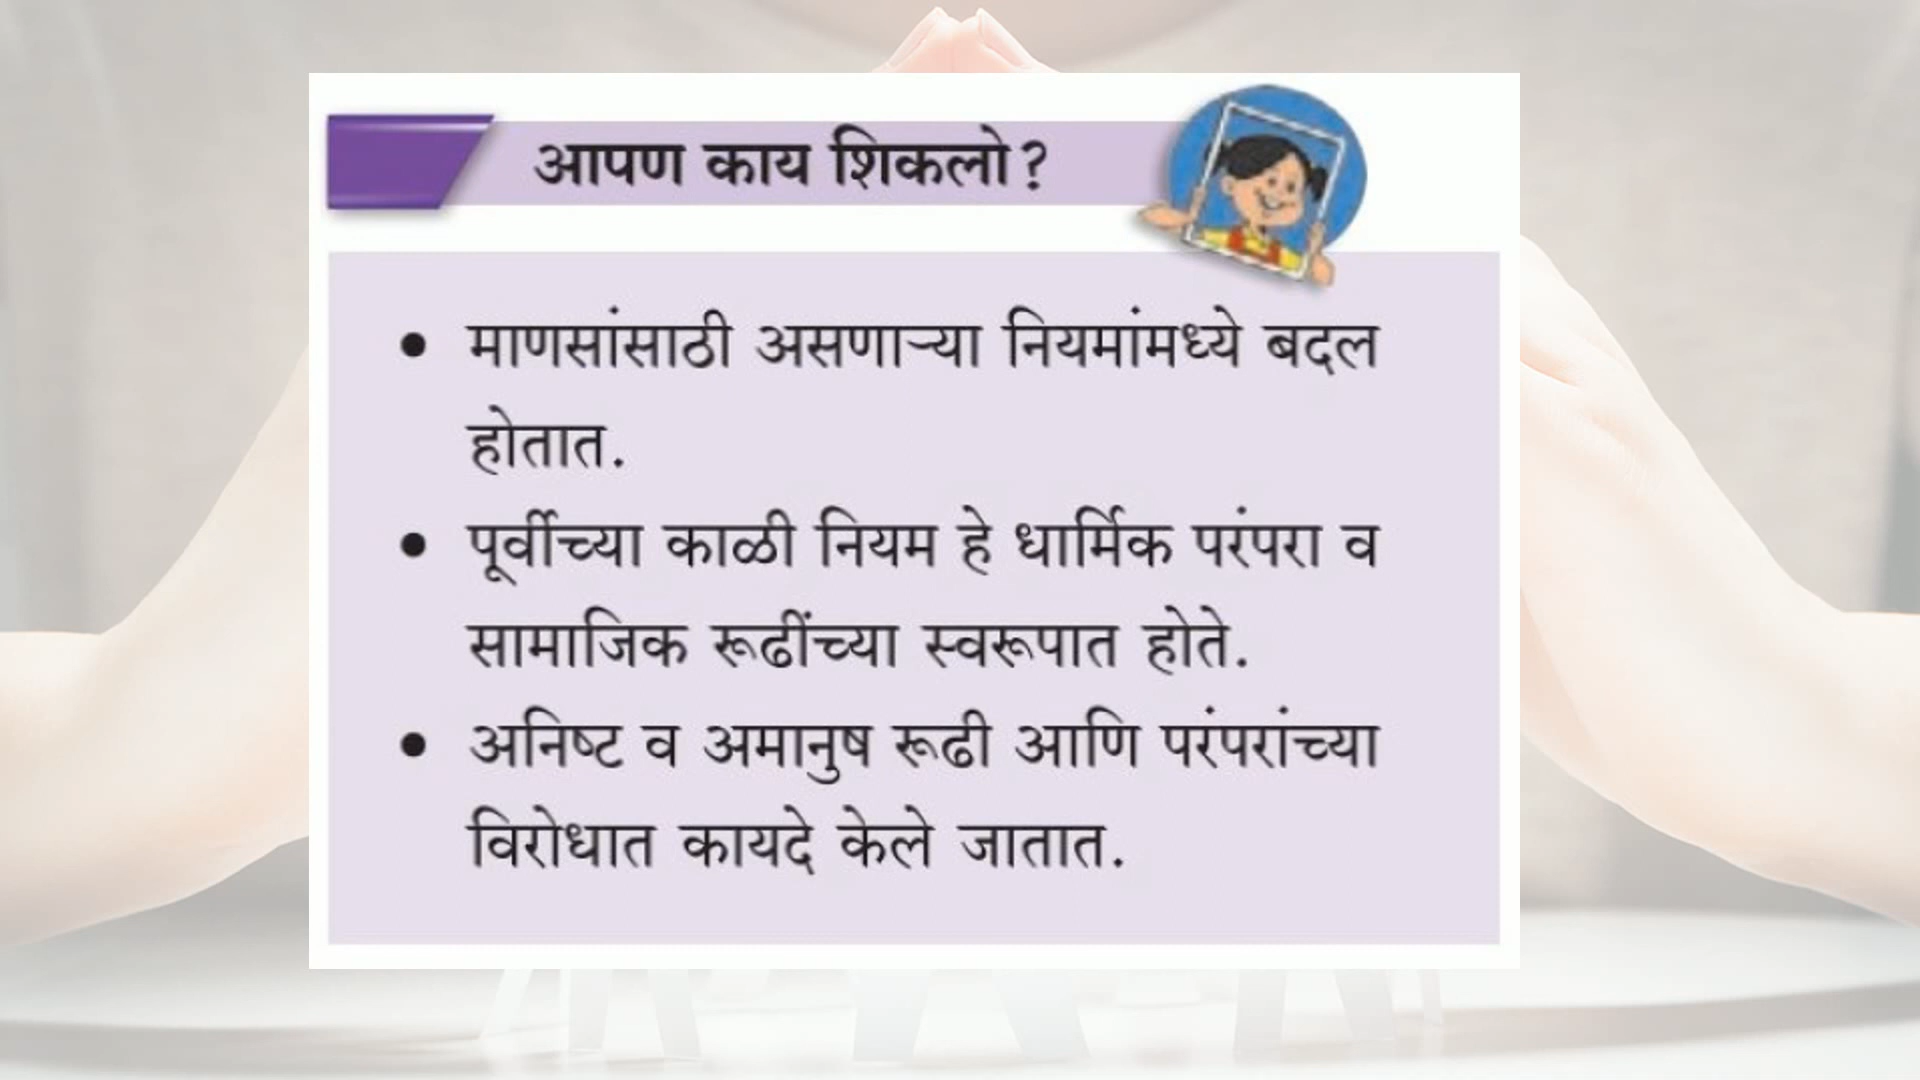 आपण काय शिकलो?
• माणसांसाठी असणाऱ्या नियमांमध्ये बदल
होतात.
• पूर्वीच्या काळी नियम हे धार्मिक परंपरा व
सामाजिक रूढींच्या स्वरूपात होते.
• अनिष्ट व अमानुष रूढी आणि परंपरांच्या
विरोधात कायदे केले जातात.